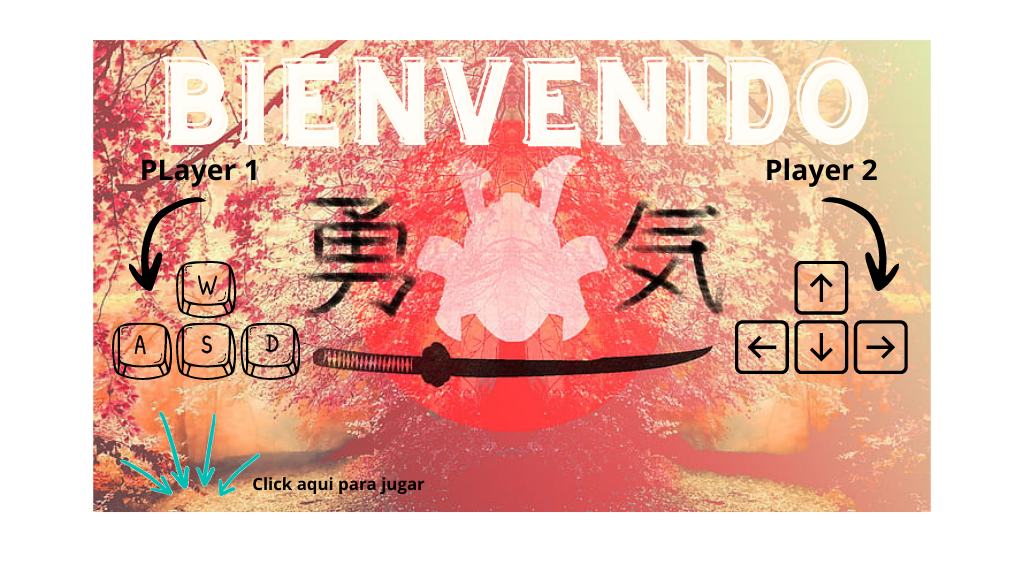 BIENVENIDO
PLayer 1
Player 2
勇 気
W
A S D
↑
← ↓ →
Click aqui para jugar